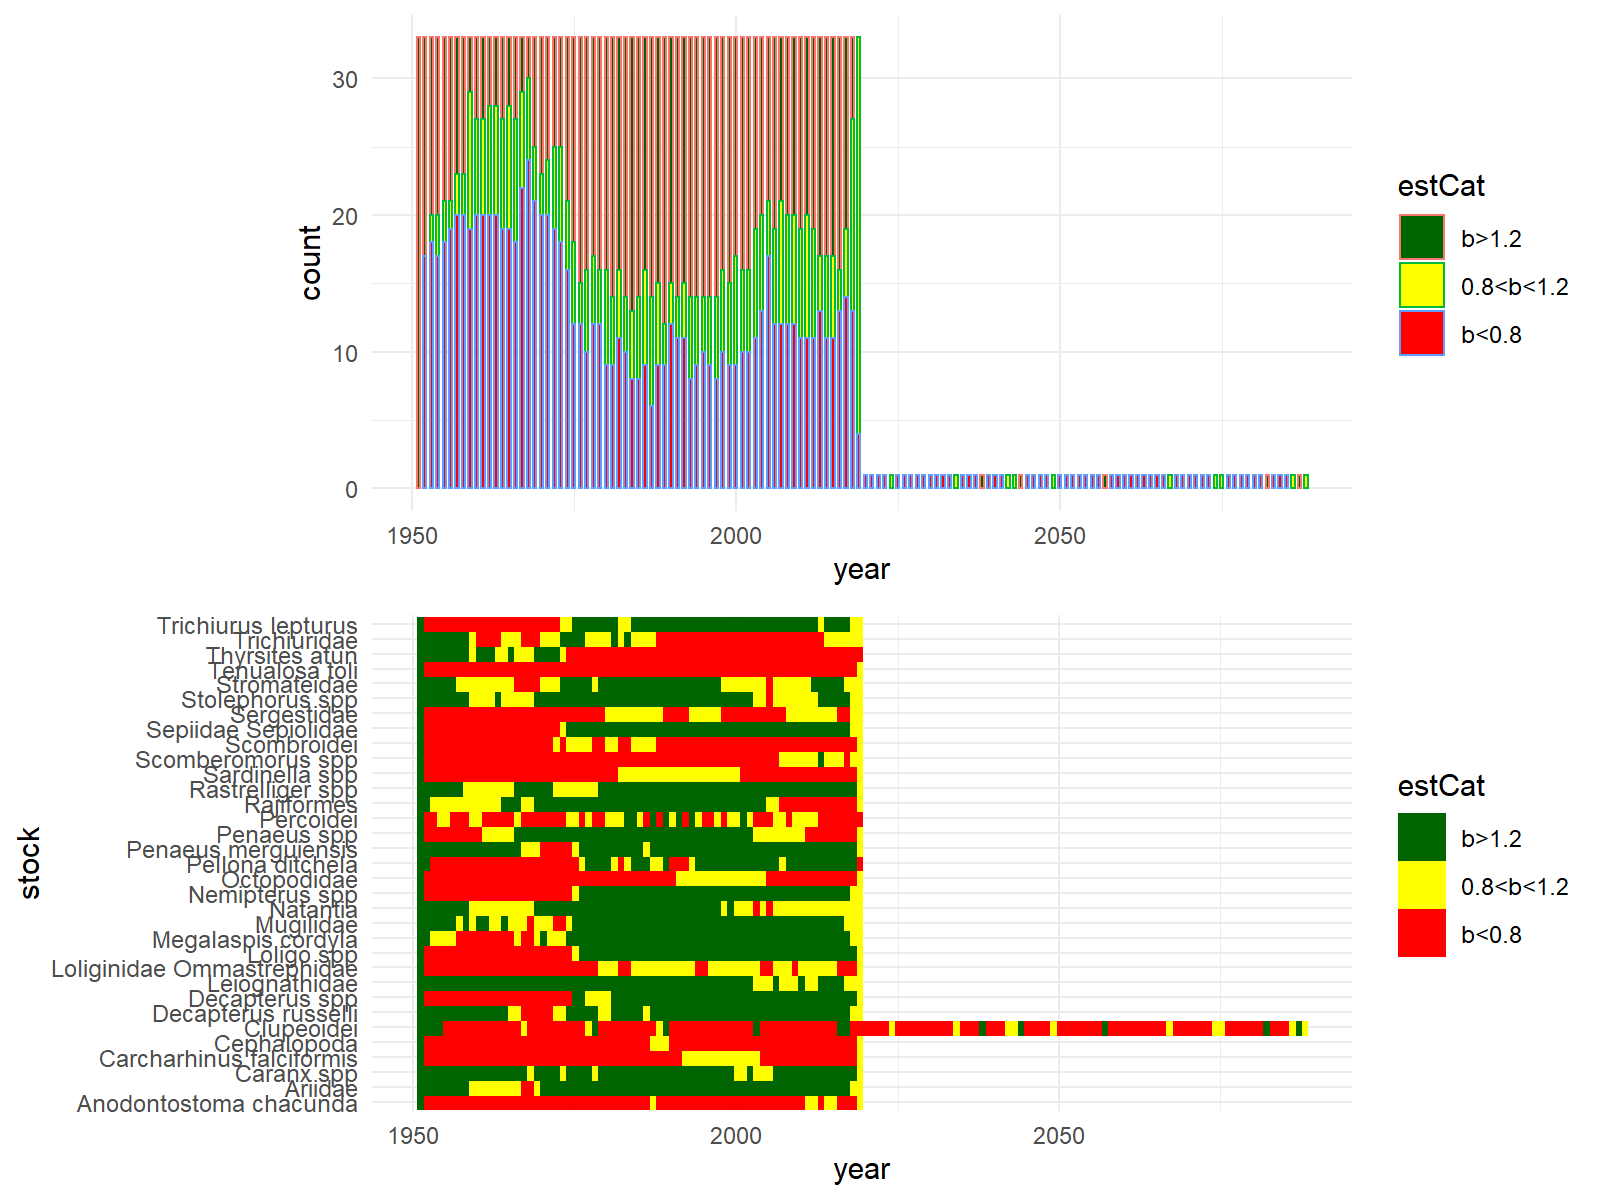 30
20
10
0
count
1950
2000
2050
year
estCat
b>1.2
0.8<b<1.2
b<0.8
Trichiurus lepturus
Trichiuridae
Thyrsites atun
Tenualosa toli
Stromateidae
Stolephorus spp
Sergestidae
Sepiidae Sepiolidae
Scombroidei
Scomberomorus spp
Sardinella spp
Rastrelliger spp
Rajiformes
Percoidei
Penaeus spp
Penaeus merguiensis
Pellona ditchela
Octopodidae
Nemipterus spp
Natantia
Mugilidae
Megalaspis cordyla
Loligo spp
Loliginidae Ommastrephidae
Leiognathidae
Decapterus spp
Decapterus russelli
Clupeoidei
Cephalopoda
Carcharhinus falciformis
Caranx spp
Ariidae
Anodontostoma chacunda
stock
1950
2000
2050
year
estCat
b>1.2
0.8<b<1.2
b<0.8